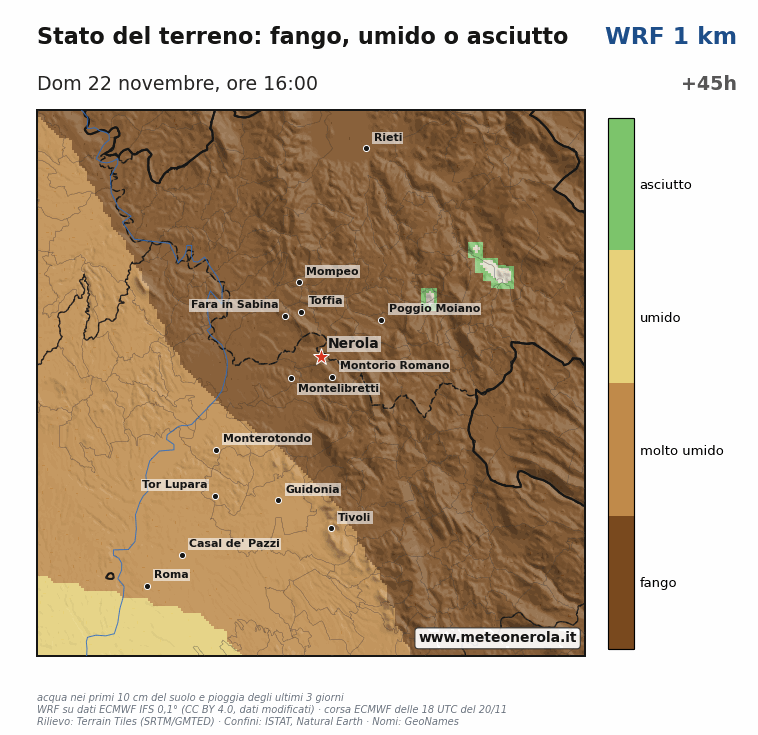 Stato del terreno: fango, umido o asciutto
WRF 1 km
Dom 22 novembre, ore 16:00
+45h
Rieti
asciutto
Mompeo
Fara in Sabina
Toffia
Poggio Moiano
umido
Nerola
Montorio Romano
Montelibretti
Monterotondo
molto umido
Tor Lupara
Guidonia
Tivoli
Casal de' Pazzi
Roma
fango
www.meteonerola.it
acqua nei primi 10 cm del suolo e pioggia degli ultimi 3 giorni
WRF su dati ECMWF IFS 0,1° (CC BY 4.0, dati modificati) · corsa ECMWF delle 18 UTC del 20/11
Rilievo: Terrain Tiles (SRTM/GMTED) · Confini: ISTAT, Natural Earth · Nomi: GeoNames